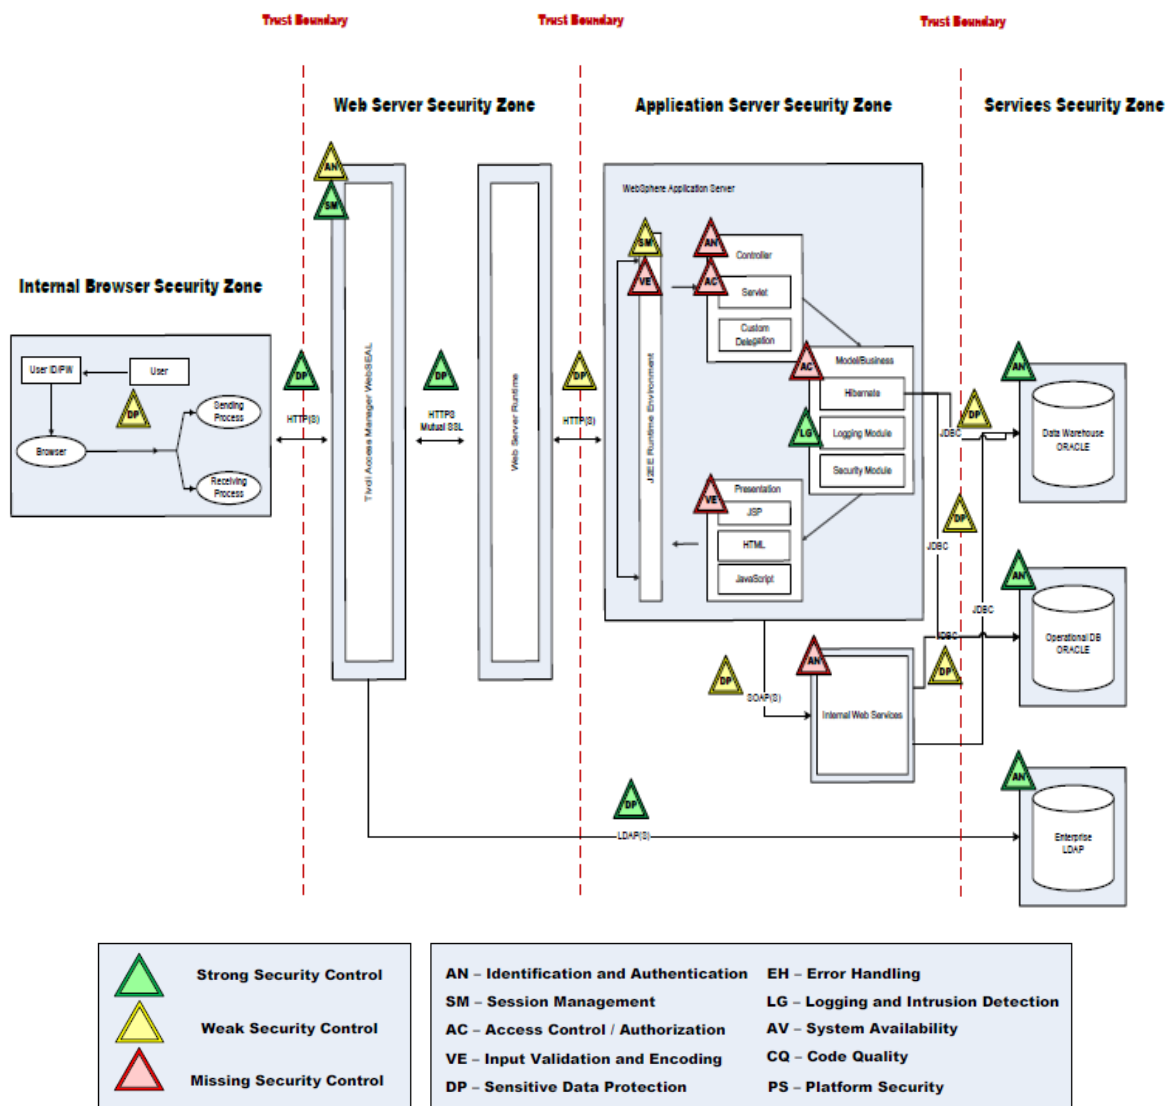 Trust Boundary
Trust Boundary
Trust Boundary
Web Server Security Zone
Application Server Security Zone
Services Security Zone
Internal Browser Security Zone
User ID/PW
User
DP
Sending
Process
Browser
Receiving
Process
DP
HTTP(S)
AN
SM
Tivoli Access Manager WebSEAL
DP
HTTPS
Mutual SSL
Web Server Runtime
DP
HTTP(S)
WebSphere Application Server
SM
VE
J2EE Runtime Environment
AN
Controller
AC
Servlet
Custom
Delegation
AC
Model/Business
Hibernate
LG
Logging Module
Security Module
VE
Presentation
JSP
HTML
JavaScript
DP
JDBC
AN
Data Warehouse
ORACLE
DP
JDBC
AN
JDBC
Operational DB
ORACLE
JDBC
DP
DP
SOAP(S)
AN
Internal Web Services
DP
LDAP(S)
AN
Enterprise
LDAP
Strong Security Control
Weak Security Control
Missing Security Control
AN – Identification and Authentication
SM – Session Management
AC – Access Control / Authorization
VE – Input Validation and Encoding
DP – Sensitive Data Protection
EH – Error Handling
LG – Logging and Intrusion Detection
AV – System Availability
CQ – Code Quality
PS – Platform Security